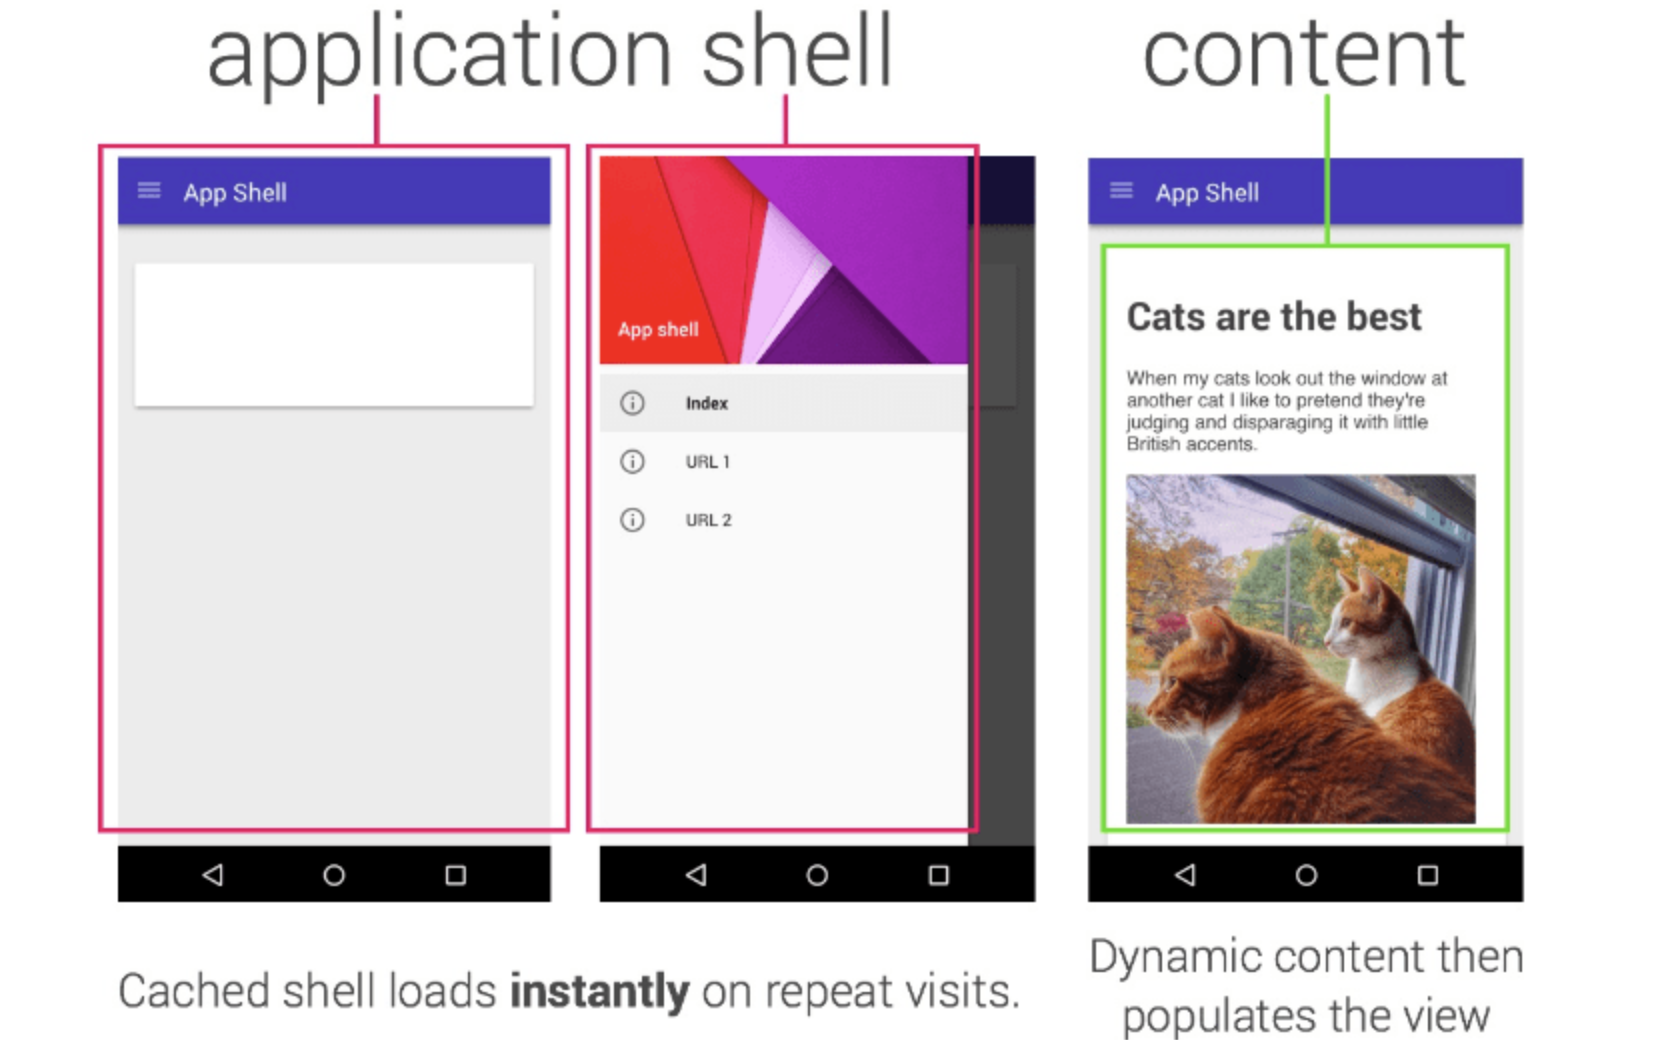 application shell
content
App Shell
App shell
Index
URL 1
URL 2
App Shell
Cats are the best
When my cats look out the window at
another cat I like to pretend they're
judging and disparaging it with little
British accents.
Cached shell loads instantly on repeat visits.
Dynamic content then
populates the view